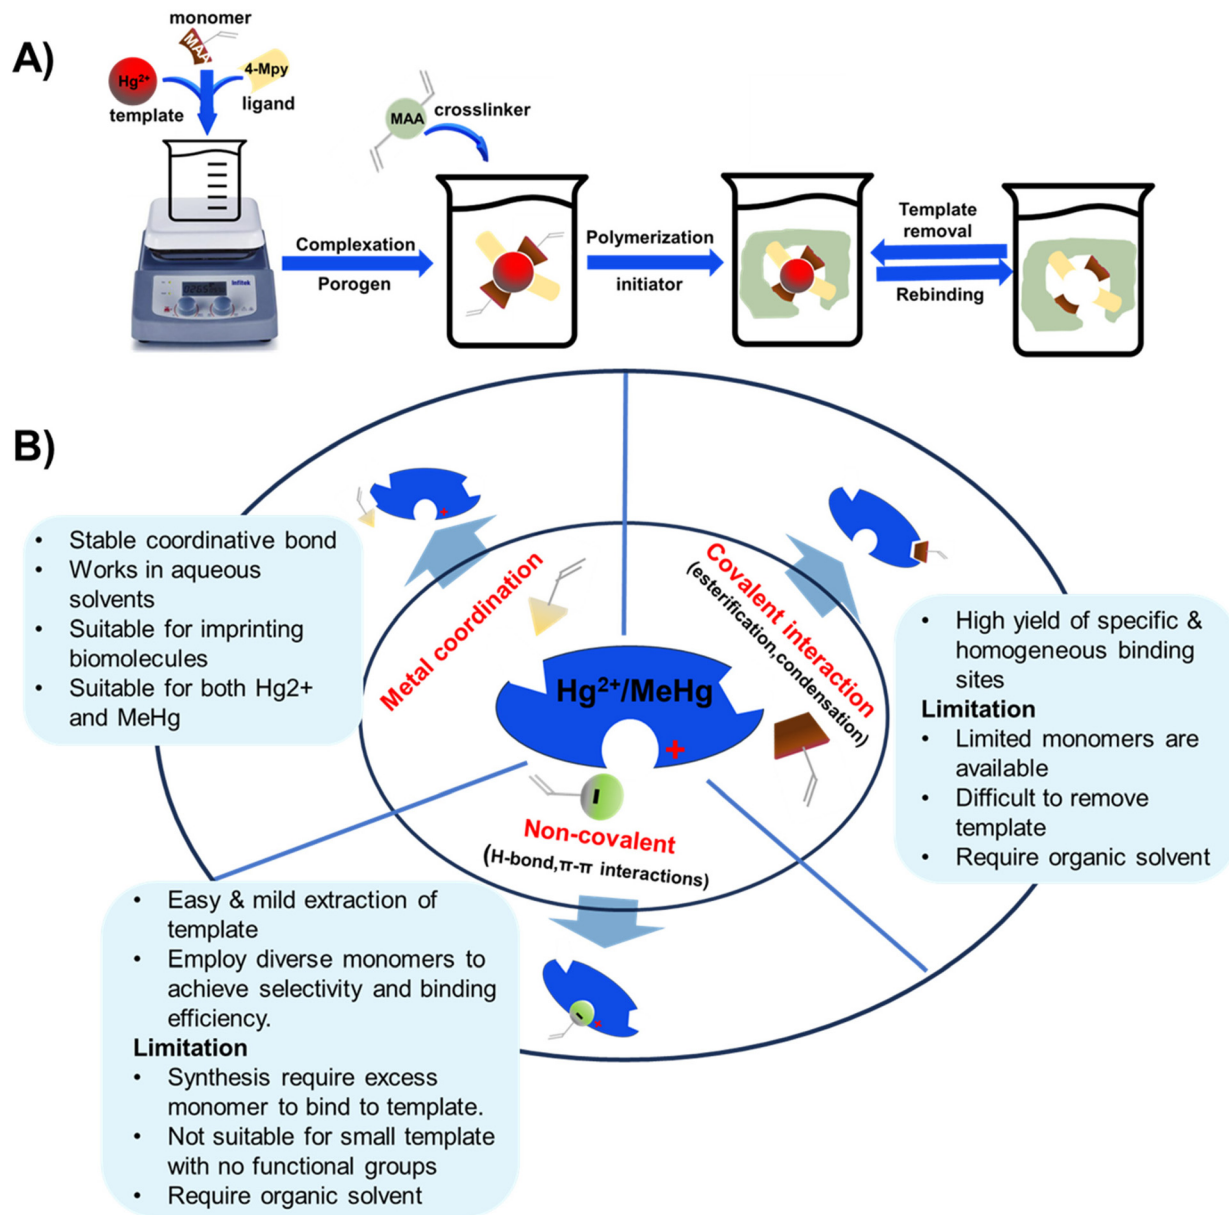 A)
monomer
MAA
Hg²⁺
4-Mpy
template
ligand
MAA
crosslinker
Complexation
Porogen
Polymerization
initiator
Template
removal
Rebinding
B)
• Stable coordinative bond
• Works in aqueous
solvents
• Suitable for imprinting
biomolecules
• Suitable for both Hg2+
and MeHg
Metal coordination
+
Covalent interaction
(esterification,condensation)
Hg²⁺/MeHg
+
• High yield of specific &
homogeneous binding
sites
Limitation
• Limited monomers are
available
• Difficult to remove
template
• Require organic solvent
Non-covalent
(H-bond,π-π interactions)
• Easy & mild extraction of
template
• Employ diverse monomers to
achieve selectivity and binding
efficiency.
Limitation
• Synthesis require excess
monomer to bind to template.
• Not suitable for small template
with no functional groups
• Require organic solvent